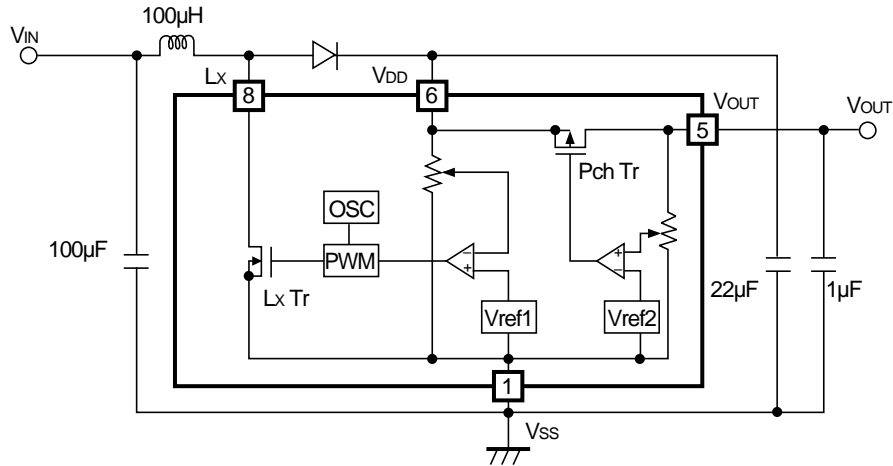 100µH
VIN
LX
VDD
8
6
VOUT
VOUT
5
Pch Tr
OSC
100µF
PWM
−
+
+
−
LX Tr
Vref1
Vref2
22µF
1µF
1
VSS